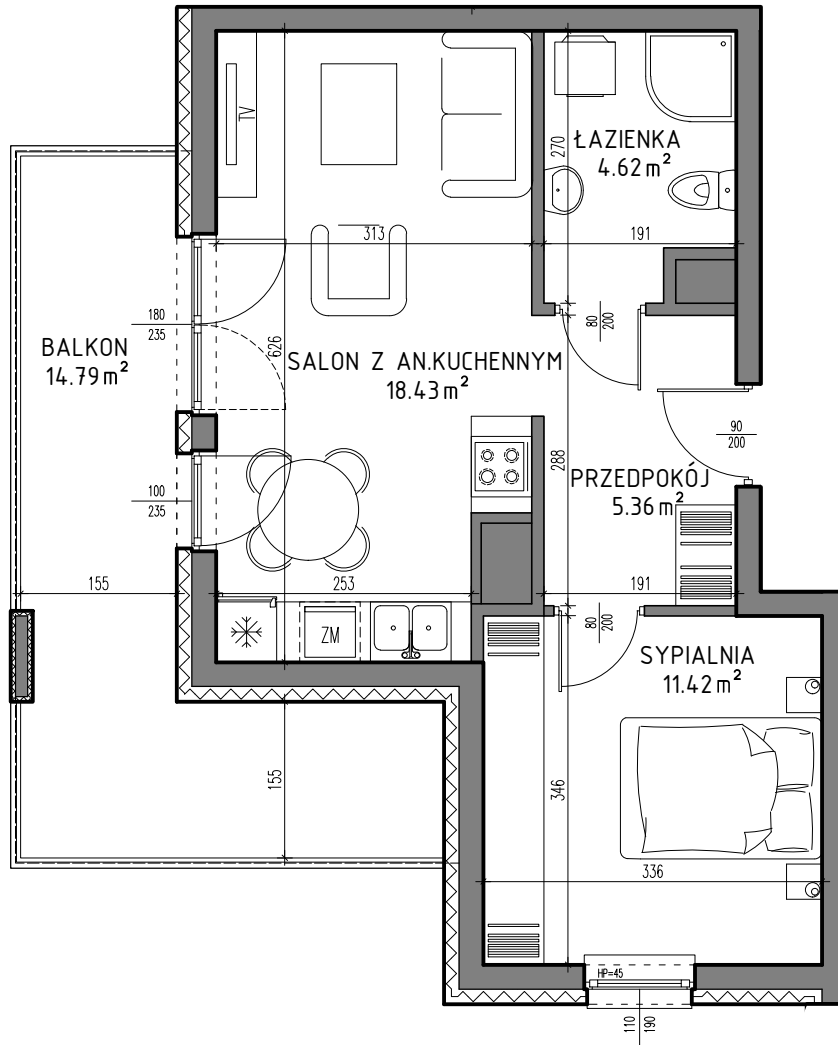 TV
ŁAZIENKA
4.62 m²
270
313
191
180
235
BALKON
14.79 m²
626
SALON Z AN.KUCHENNYM
18.43 m²
80
200
90
200
288
PRZEDPOKÓJ
5.36 m²
100
235
155
253
191
ZM
80
200
SYPIALNIA
11.42 m²
155
346
336
HP=45
110
190